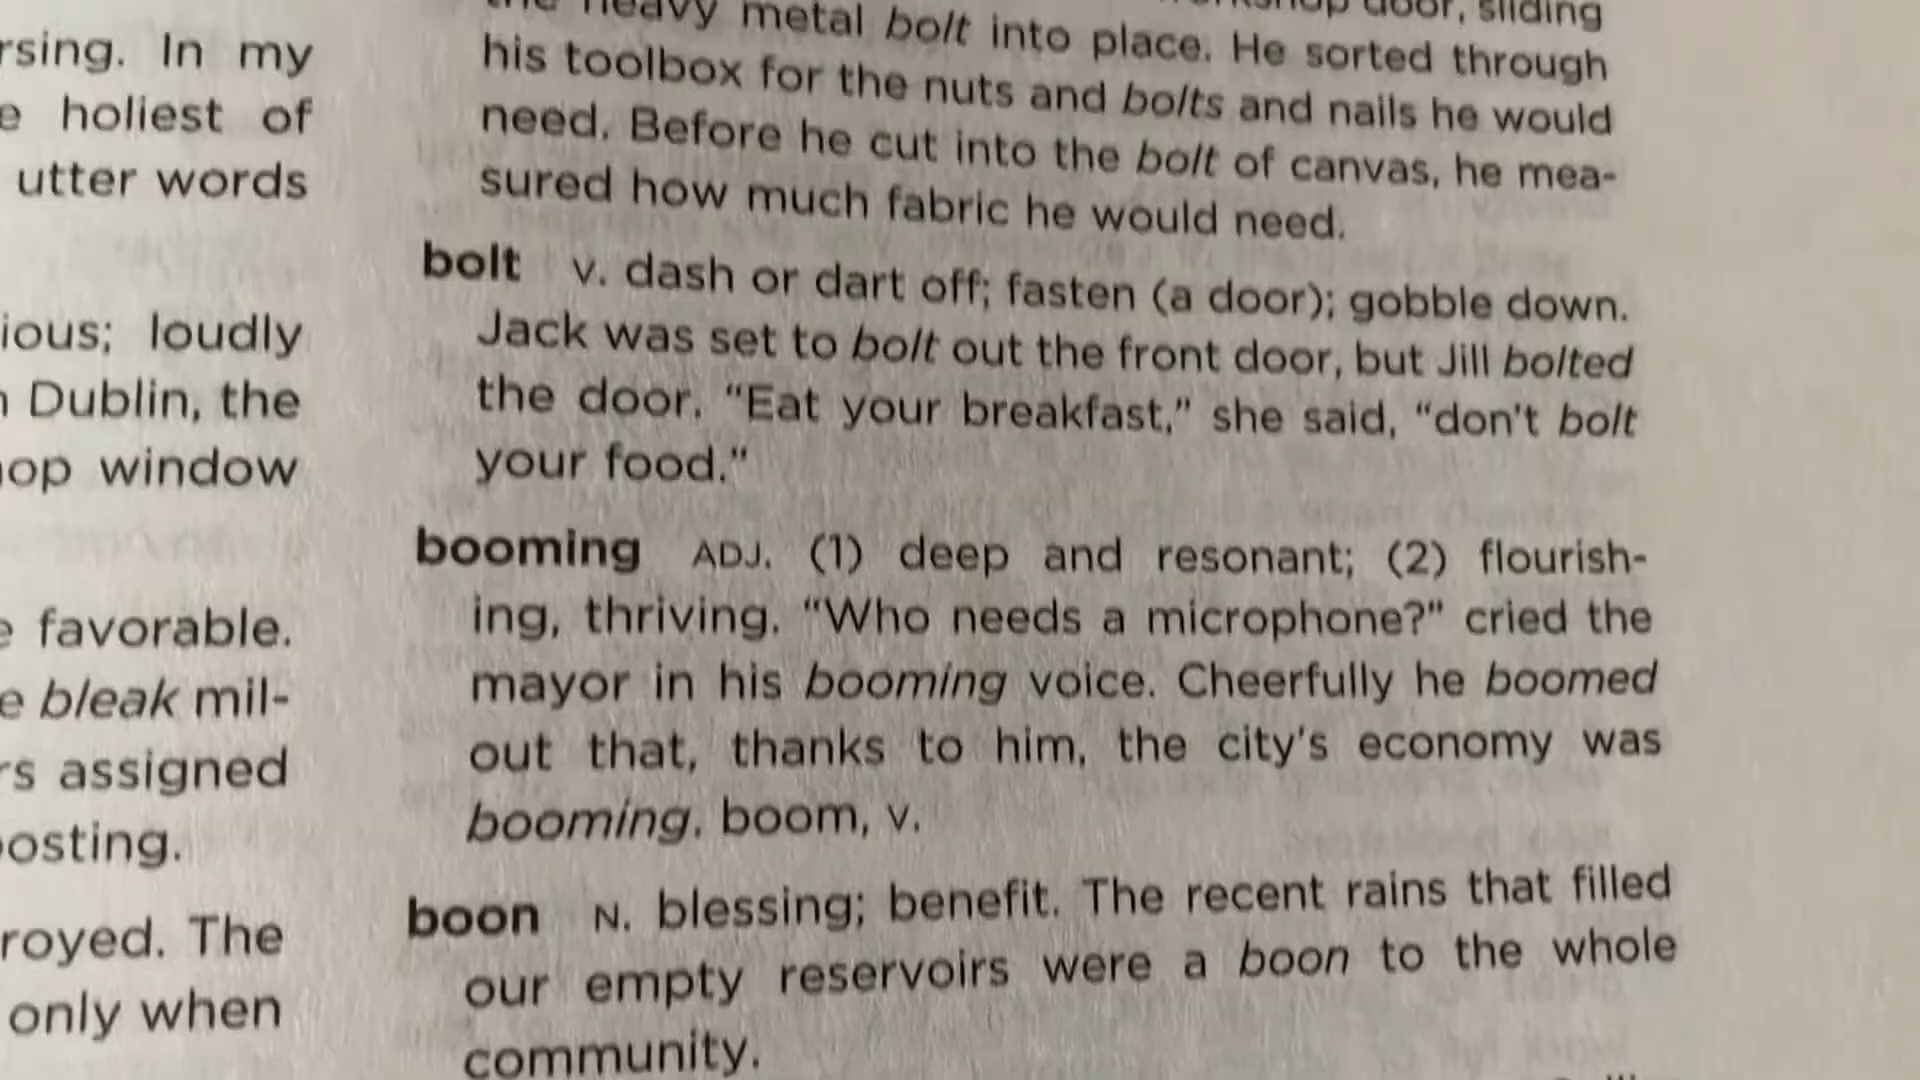 rsing. In my
e holiest of
utter words
ious; loudly
Dublin, the
op window
e favorable.
e bleak mil-
rs assigned
osting.
royed. The
only when
the heavy metal bolt into place. He sorted through
door, sliding
his toolbox for the nuts and bolts and nails he would
need. Before he cut into the bolt of canvas, he mea-
sured how much fabric he would need.
bolt v. dash or dart off; fasten (a door); gobble down.
Jack was set to bolt out the front door, but Jill bolted
the door. “Eat your breakfast,” she said, “don't bolt
your food.”
booming ADJ. (1) deep and resonant; (2) flourish-
ing, thriving. “Who needs a microphone?” cried the
mayor in his booming voice. Cheerfully he boomed
out that, thanks to him, the city's economy was
booming. boom, v.
boon N. blessing; benefit. The recent rains that filled
our empty reservoirs were a boon to the whole
community.